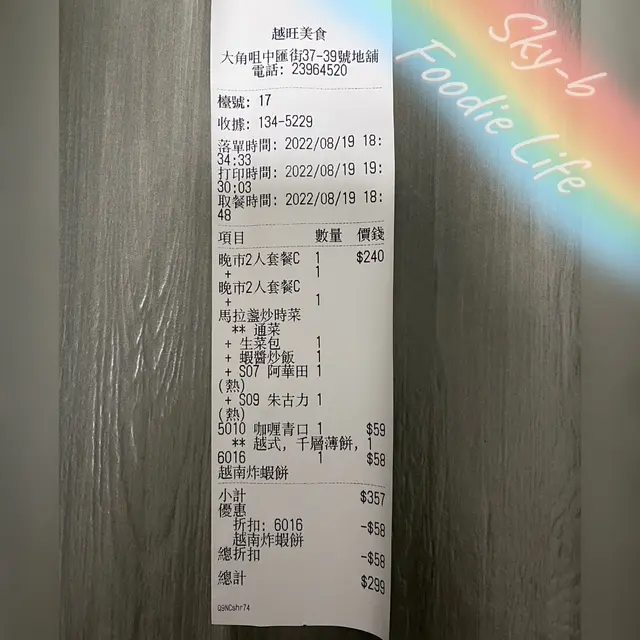 Sky-b
Foodie Life
越旺美食
大角咀中匯街37-39號地舖
電話: 23964520
檯號: 17
收據: 134-5229
落單時間: 2022/08/19 18:
34:33
打印時間: 2022/08/19 19:
30:03
取餐時間: 2022/08/19 18:
48
項目 數量 價錢
晚市2人套餐C 1 $240
+ 1
晚市2人套餐C
+ 1
馬拉盞炒時菜
** 通菜
+ 生菜包 1
+ 蝦醬炒飯 1
+ S07 阿華田 1
(熱)
+ S09 朱古力 1
(熱)
5010 咖喱青口 1 $59
** 越式, 千層薄餅, 1
6016 1 $58
越南炸蝦餅
小計 $357
優惠
折扣: 6016 -$58
越南炸蝦餅
總折扣 -$58
總計 $299
Q9NCshr74